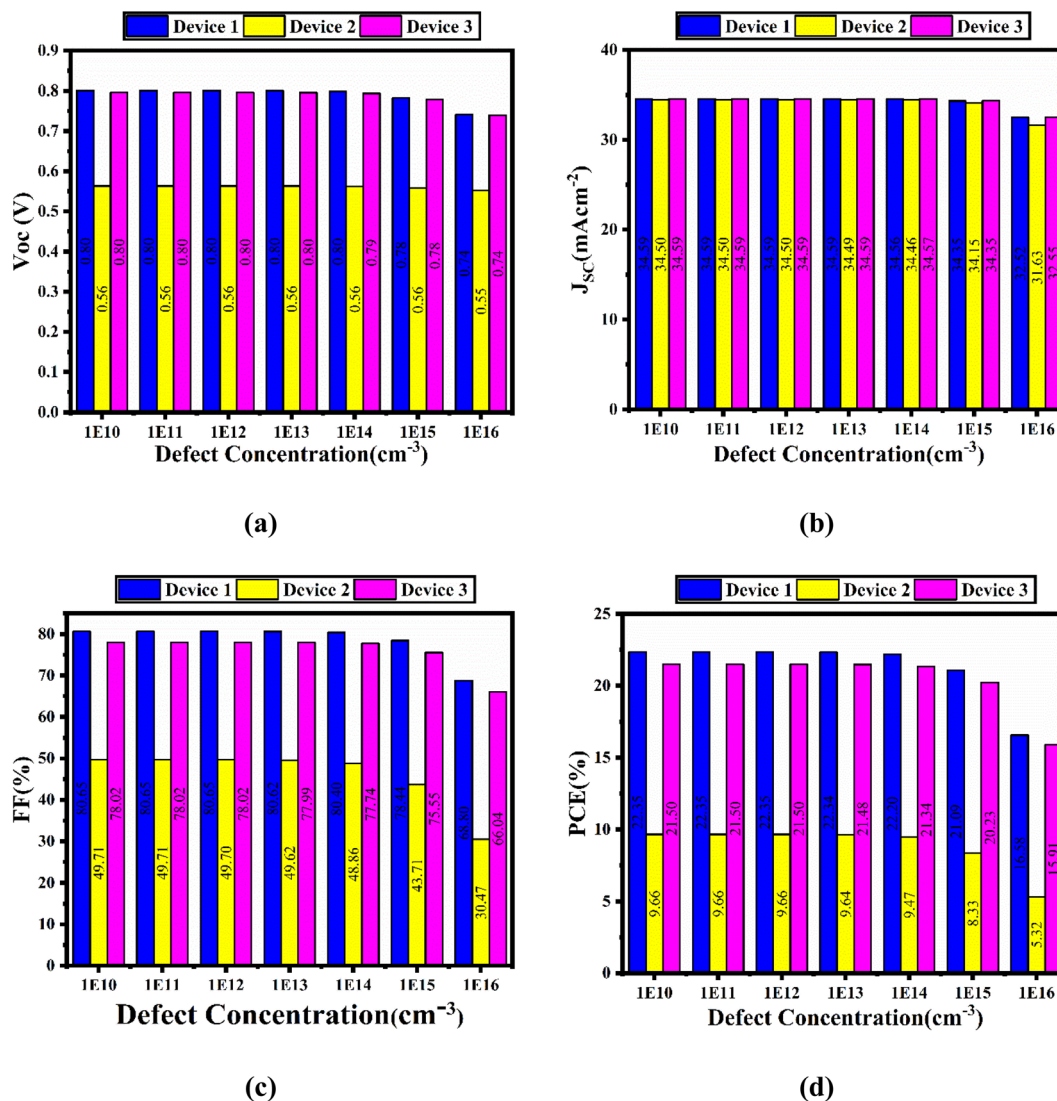 Device 1 Device 2 Device 3
0.9
0.8
0.7
0.6
0.5
0.4
0.3
0.2
0.1
0.0
Voc (V)
0.80 0.56 0.80 0.80 0.56 0.80 0.80 0.56 0.80 0.80 0.56 0.80 0.80 0.56 0.79 0.78 0.56 0.78 0.74 0.55 0.74
1E10 1E11 1E12 1E13 1E14 1E15 1E16
Defect Concentration(cm⁻³)
(a)
Device 1 Device 2 Device 3
40
30
20
10
0
J_SC(mAcm⁻²)
34.59 34.50 34.59 34.59 34.50 34.59 34.59 34.50 34.59 34.59 34.49 34.59 34.56 34.46 34.57 34.35 34.15 34.35 32.52 31.63 32.55
1E10 1E11 1E12 1E13 1E14 1E15 1E16
Defect Concentration(cm⁻³)
(b)
Device 1 Device 2 Device 3
80
70
60
50
40
30
20
10
0
FF(%)
80.65 49.71 78.02 80.65 49.71 78.02 80.65 49.70 78.02 80.62 49.62 77.99 80.40 48.86 77.74 78.44 43.71 75.55 68.80 30.47 66.04
1E10 1E11 1E12 1E13 1E14 1E15 1E16
Defect Concentration(cm⁻³)
(c)
Device 1 Device 2 Device 3
25
20
15
10
5
0
PCE(%)
22.35 9.66 21.50 22.35 9.66 21.50 22.35 9.66 21.50 22.34 9.64 21.48 22.20 9.47 21.34 21.09 8.33 20.23 16.58 5.32 15.91
1E10 1E11 1E12 1E13 1E14 1E15 1E16
Defect Concentration(cm⁻³)
(d)